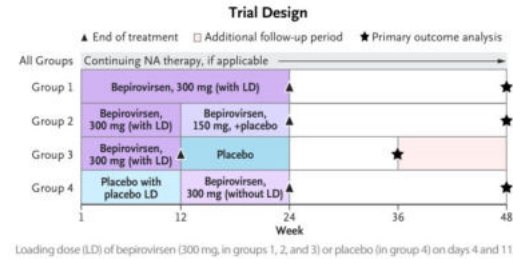 Trial Design
▲ End of treatment □ Additional follow-up period ★ Primary outcome analysis
All Groups Continuing NA therapy, if applicable
Group 1 Bepirovirsen, 300 mg (with LD)
Group 2 Bepirovirsen, 300 mg (with LD) Bepirovirsen, 150 mg, +placebo
Group 3 Bepirovirsen, 300 mg (with LD) Placebo
Group 4 Placebo with placebo LD Bepirovirsen, 300 mg (without LD)
1 12 24 36 48
Week
Loading dose (LD) of bepirovirsen (300 mg, in groups 1, 2, and 3) or placebo (in group 4) on days 4 and 11